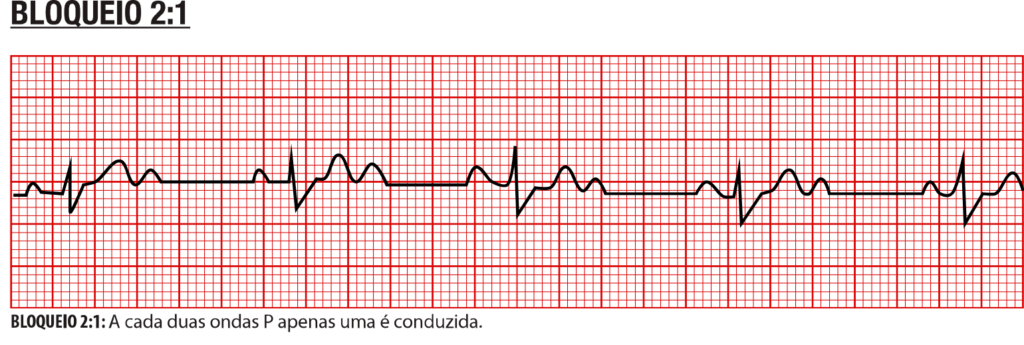 BLOQUEIO 2:1
BLOQUEIO 2:1: A cada duas ondas P apenas uma é conduzida.